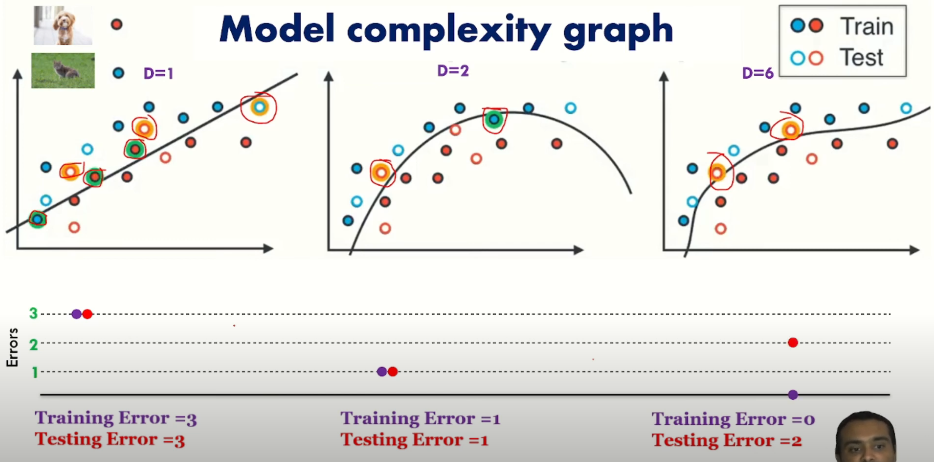 Model complexity graph
Train
Test
D=1
D=2
D=6
Errors
3
2
1
Training Error =3
Testing Error =3
Training Error =1
Testing Error =1
Training Error =0
Testing Error =2